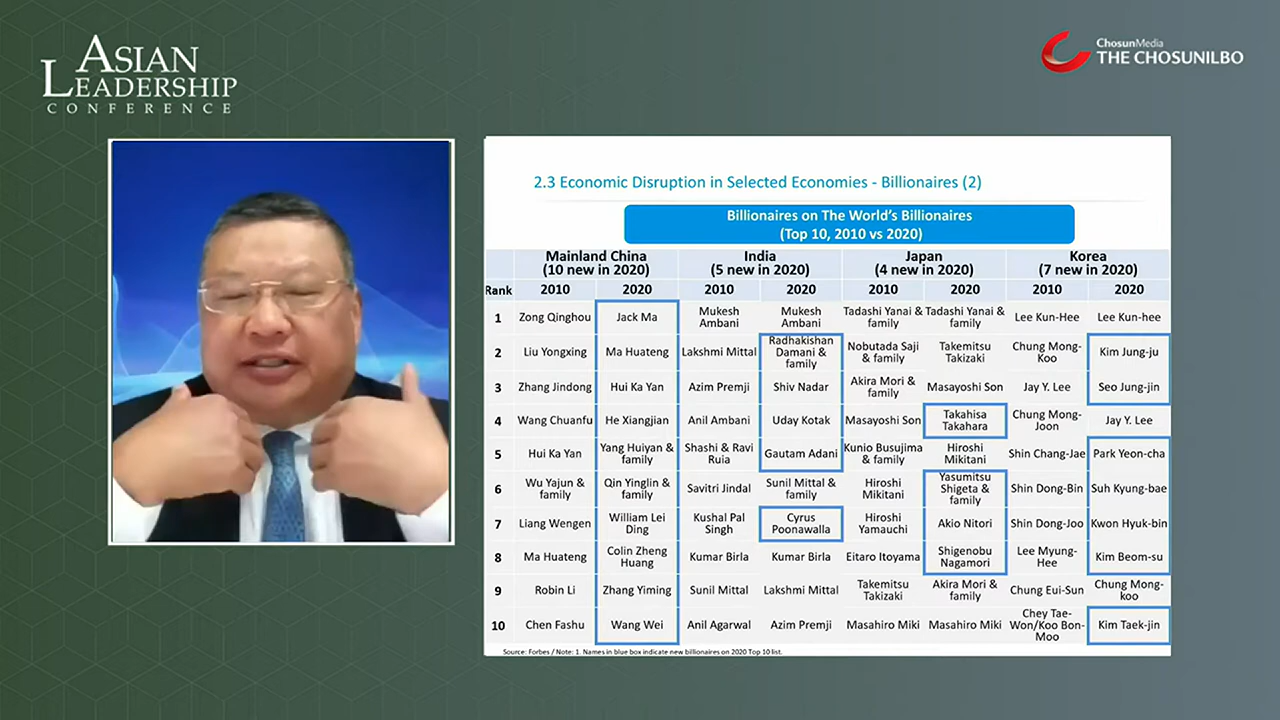 ASIAN
LEADERSHIP
CONFERENCE
ChosunMedia
THE CHOSUNILBO
2.3 Economic Disruption in Selected Economies - Billionaires (2)
Billionaires on The World's Billionaires
(Top 10, 2010 vs 2020)
Mainland China India Japan Korea
(10 new in 2020) (5 new in 2020) (4 new in 2020) (7 new in 2020)
Rank 2010 2020 2010 2020 2010 2020 2010 2020
1 Zong Qinghou Jack Ma Mukesh Ambani Mukesh Ambani Tadashi Yanai & family Tadashi Yanai & family Lee Kun-Hee Lee Kun-hee
2 Liu Yongxing Ma Huateng Lakshmi Mittal Radhakishan Damani & family Nobutada Saji & family Takemitsu Takizaki Chung Mong-Koo Kim Jung-ju
3 Zhang Jindong Hui Ka Yan Azim Premji Shiv Nadar Akira Mori & family Masayoshi Son Jay Y. Lee Seo Jung-jin
4 Wang Chuanfu He Xiangjian Anil Ambani Uday Kotak Masayoshi Son Takahisa Takahara Chung Mong-Joon Jay Y. Lee
5 Hui Ka Yan Yang Huiyan & family Shashi & Ravi Ruia Gautam Adani Kunio Busujima & family Hiroshi Mikitani Shin Chang-Jae Park Yeon-cha
6 Wu Yajun & family Qin Yinglin & family Savitri Jindal Sunil Mittal & family Hiroshi Mikitani Yasumitsu Shigeta & family Shin Dong-Bin Suh Kyung-bae
7 Liang Wengen William Lei Ding Kushal Pal Singh Cyrus Poonawalla Hiroshi Yamauchi Akio Nitori Shin Dong-Joo Kwon Hyuk-bin
8 Ma Huateng Colin Zheng Huang Kumar Birla Kumar Birla Eitaro Itoyama Shigenobu Nagamori Lee Myung-Hee Kim Beom-su
9 Robin Li Zhang Yiming Sunil Mittal Lakshmi Mittal Takemitsu Takizaki Akira Mori & family Chung Eui-Sun Chung Mong-koo
10 Chen Fashu Wang Wei Anil Agarwal Azim Premji Masahiro Miki Masahiro Miki Chey Tae-Won/Koo Bon-Moo Kim Taek-jin
Source: Forbes / Note: 1. Names in blue box indicate new billionaires on 2020 Top 10 list.